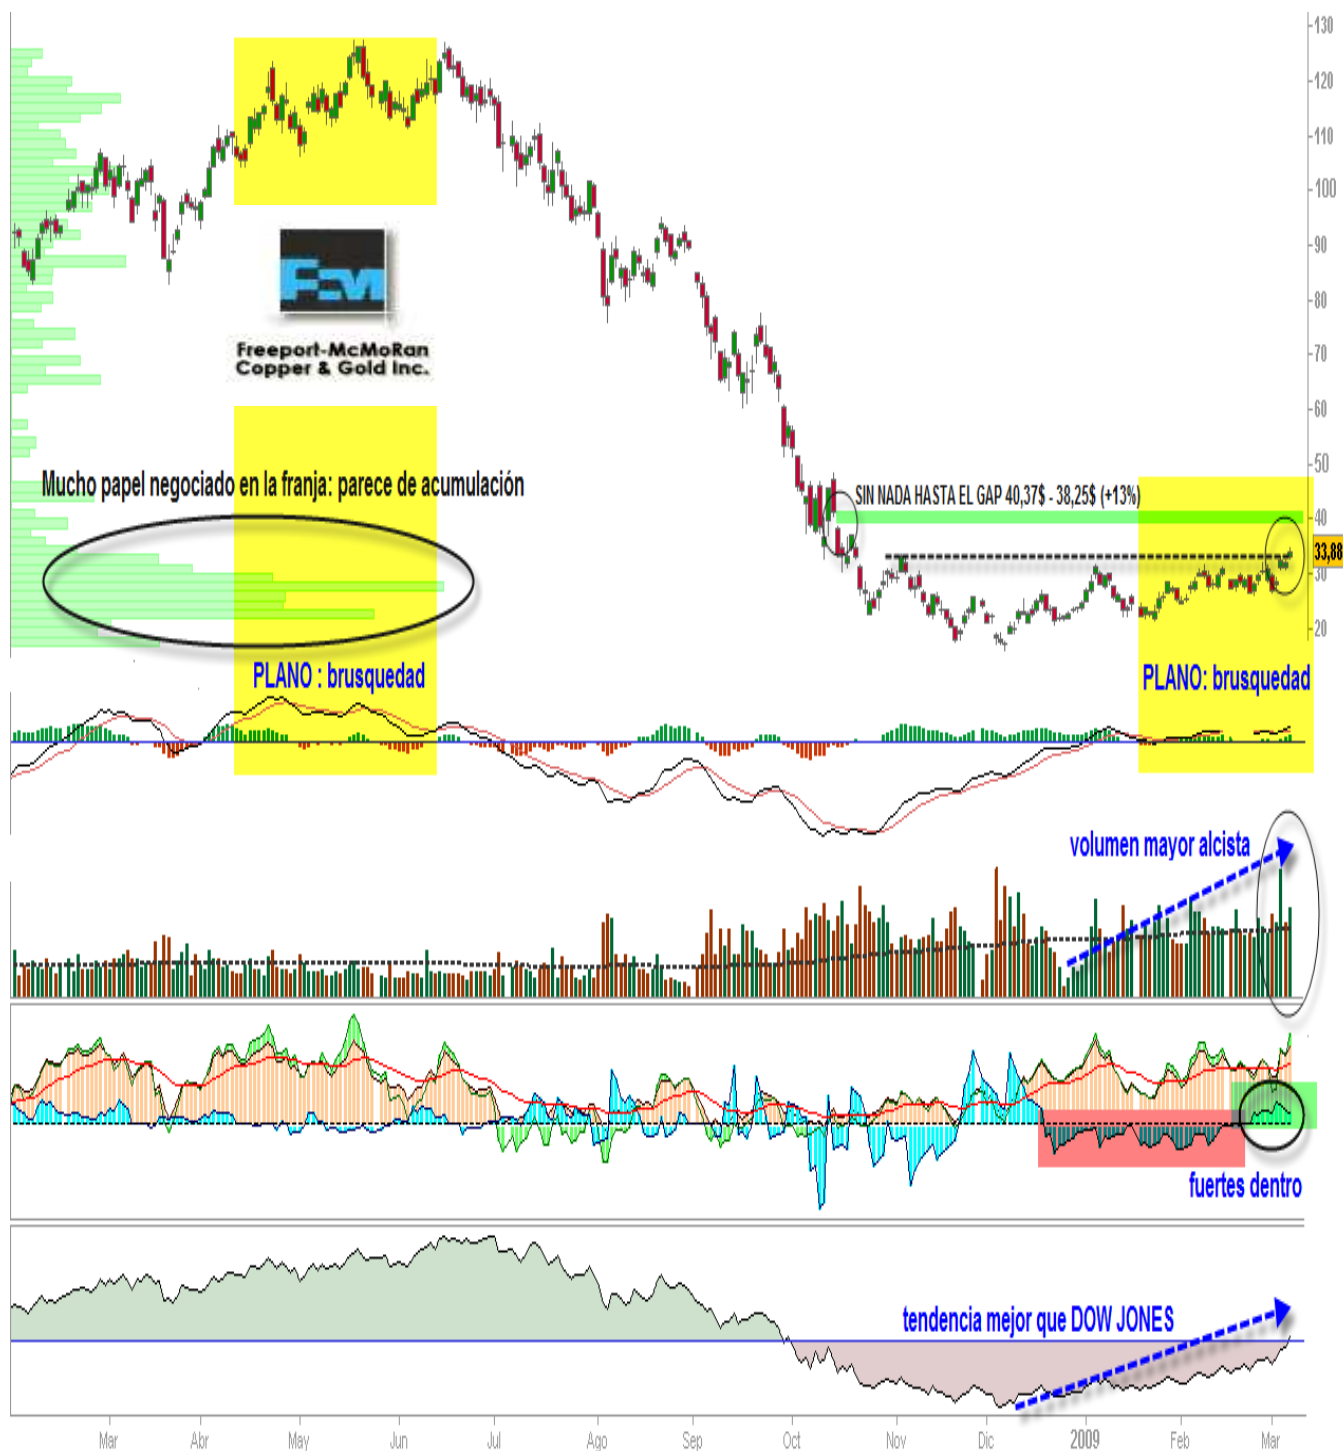 130
120
110
100
90
80
70
60
50
40
33,88
30
20
FCM
Freeport-McMoRan
Copper & Gold Inc.
Mucho papel negociado en la franja: parece de acumulación
SIN NADA HASTA EL GAP 40,37$ - 38,25$ (+13%)
PLANO : brusquedad
PLANO: brusquedad
volumen mayor alcista
fuertes dentro
tendencia mejor que DOW JONES
Mar Abr May Jun Jul Ago Sep Oct Nov Dic 2009 Feb Mar